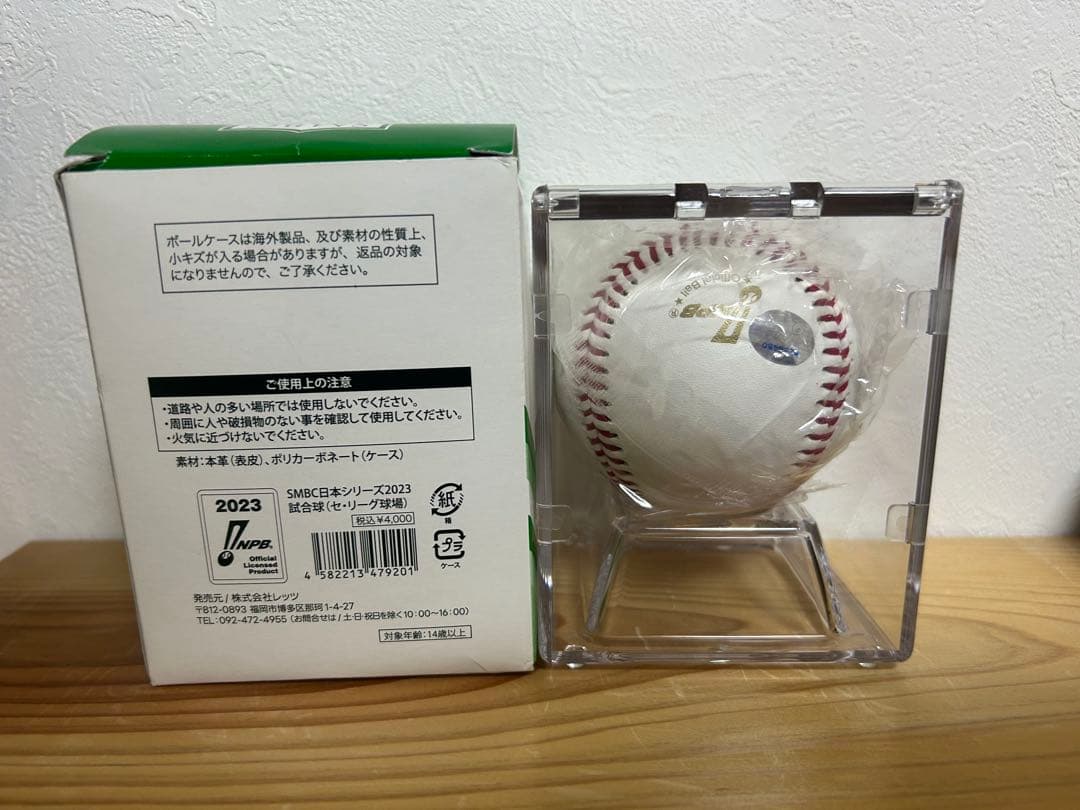 ボールケースは海外製品、及び素材の性質上、
小キズが入る場合がありますが、返品の対象
になりませんので、ご了承ください。
ご使用上の注意
・道路や人の多い場所では使用しないでください。
・周囲に人や破損物のない事を確認して使用してください。
・火気に近づけないでください。
素材:本革(表皮)、ポリカーボネート(ケース)
2023
NPB®
Official
Licensed
Product
SMBC日本シリーズ2023
試合球(セ・リーグ球場)
税込¥4,000
4 582213 479201
紙
箱
プラ
ケース
発売元/株式会社レッツ
〒812-0893 福岡市博多区那珂1-4-27
TEL:092-472-4955 (お問合せは/土・日・祝日を除く10:00~16:00)
対象年齢:14歳以上
★Official Ball★
NPB